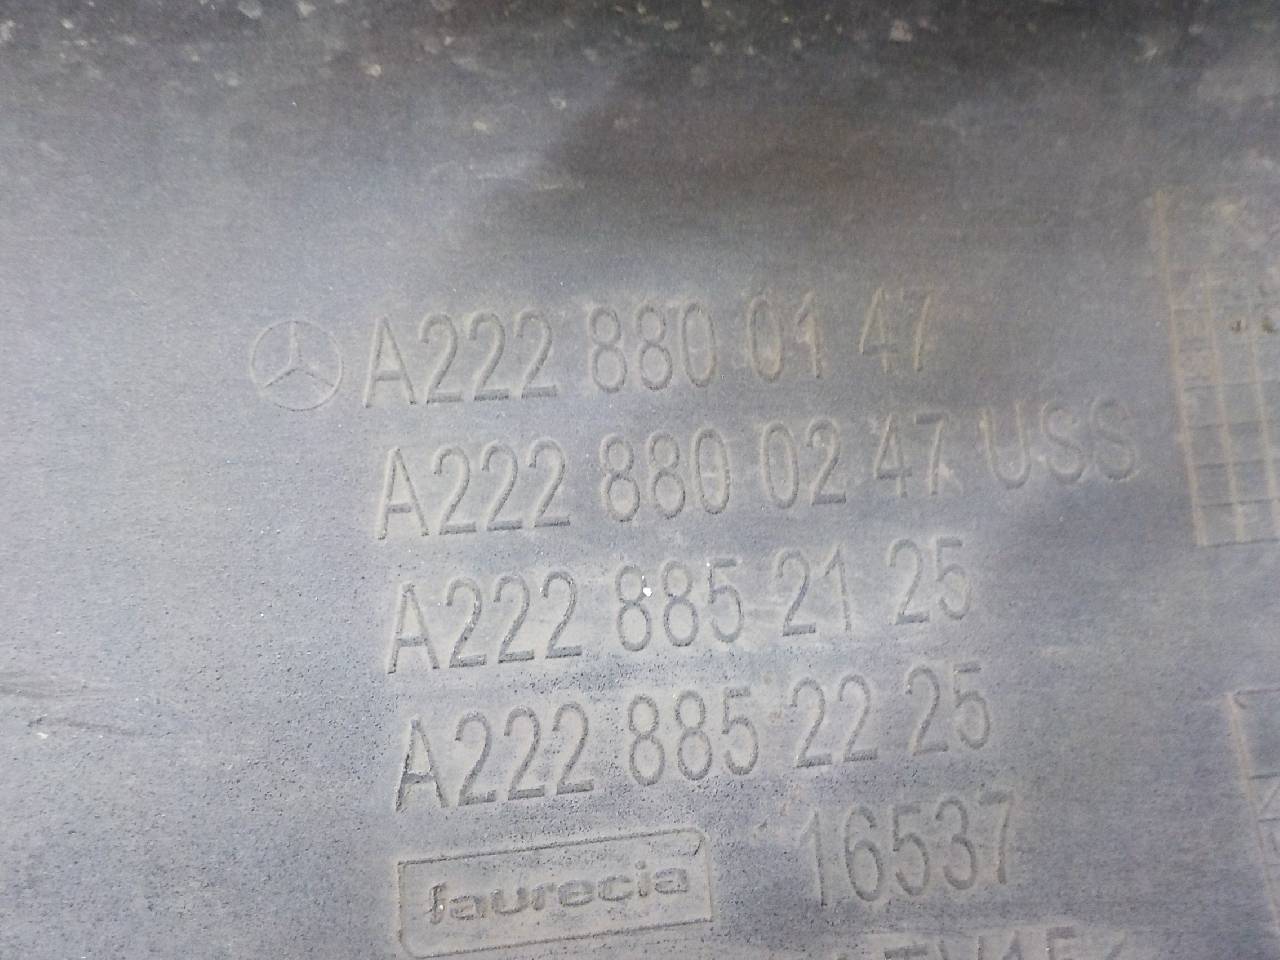 A222 880 01 47
A222 880 02 47 USS
A222 885 21 25
A222 885 22 25
faurecia 16537